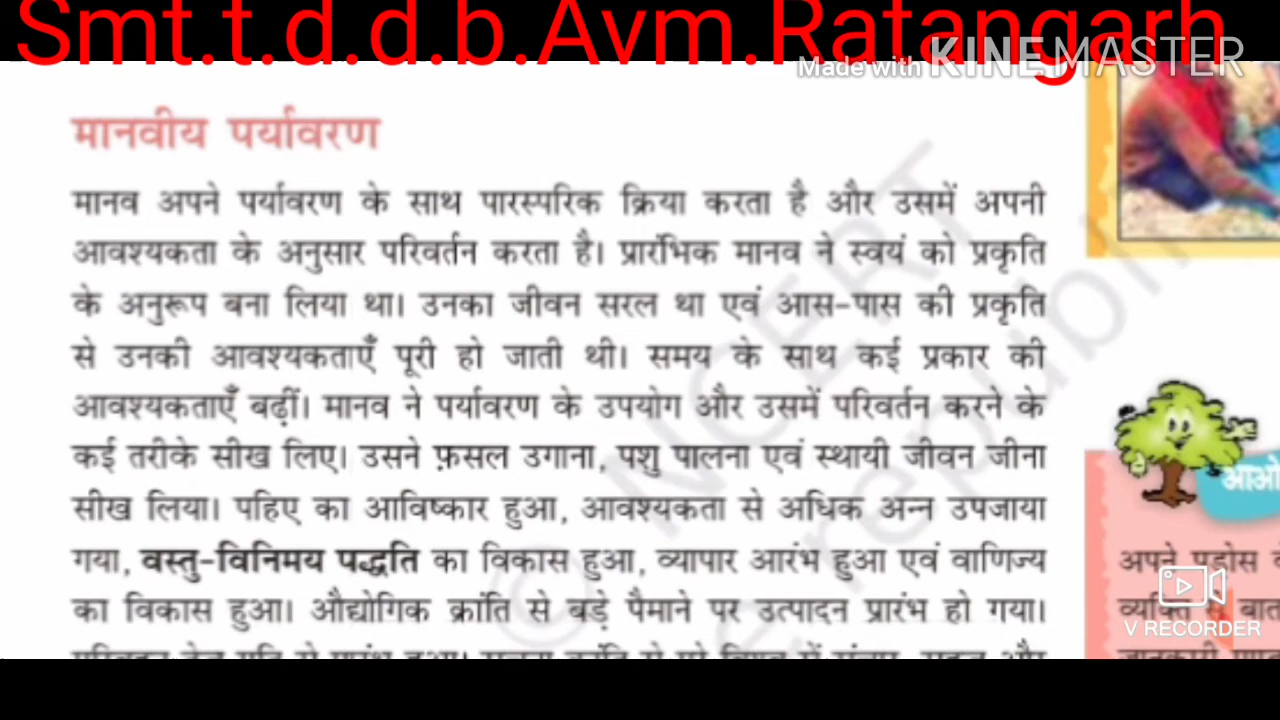 Smt.t.d.d.b.Avm.Ratangarh
Made with KINEMASTER
मानवीय पर्यावरण
मानव अपने पर्यावरण के साथ पारस्परिक क्रिया करता है और उसमें अपनी
आवश्यकता के अनुसार परिवर्तन करता है। प्रारंभिक मानव ने स्वयं को प्रकृति
के अनुरूप बना लिया था। उनका जीवन सरल था एवं आस-पास की प्रकृति
से उनकी आवश्यकताएँ पूरी हो जाती थी। समय के साथ कई प्रकार की
आवश्यकताएँ बढ़ीं। मानव ने पर्यावरण के उपयोग और उसमें परिवर्तन करने के
कई तरीके सीख लिए। उसने फ़सल उगाना, पशु पालना एवं स्थायी जीवन जीना
सीख लिया। पहिए का आविष्कार हुआ, आवश्यकता से अधिक अन्न उपजाया
गया, वस्तु-विनिमय पद्धति का विकास हुआ, व्यापार आरंभ हुआ एवं वाणिज्य
का विकास हुआ। औद्योगिक क्रांति से बड़े पैमाने पर उत्पादन प्रारंभ हो गया।
© NCERT
republi
आओ
अपने पड़ोस
व्यक्ति से बात
V RECORDER